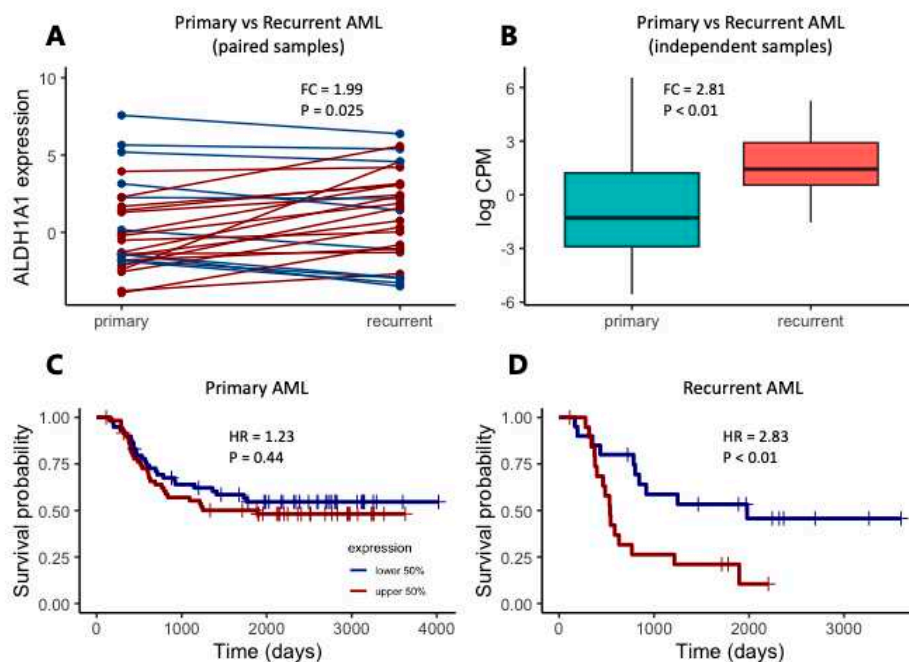 A
Primary vs Recurrent AML
(paired samples)
FC = 1.99
P = 0.025
ALDH1A1 expression
10
5
0
primary
recurrent
B
Primary vs Recurrent AML
(independent samples)
FC = 2.81
P < 0.01
log CPM
6
3
0
-3
-6
primary
recurrent
C
Primary AML
HR = 1.23
P = 0.44
Survival probability
1.00
0.75
0.50
0.25
0.00
expression
lower 50%
upper 50%
0
1000
2000
3000
4000
Time (days)
D
Recurrent AML
HR = 2.83
P < 0.01
Survival probability
1.00
0.75
0.50
0.25
0.00
0
1000
2000
3000
Time (days)